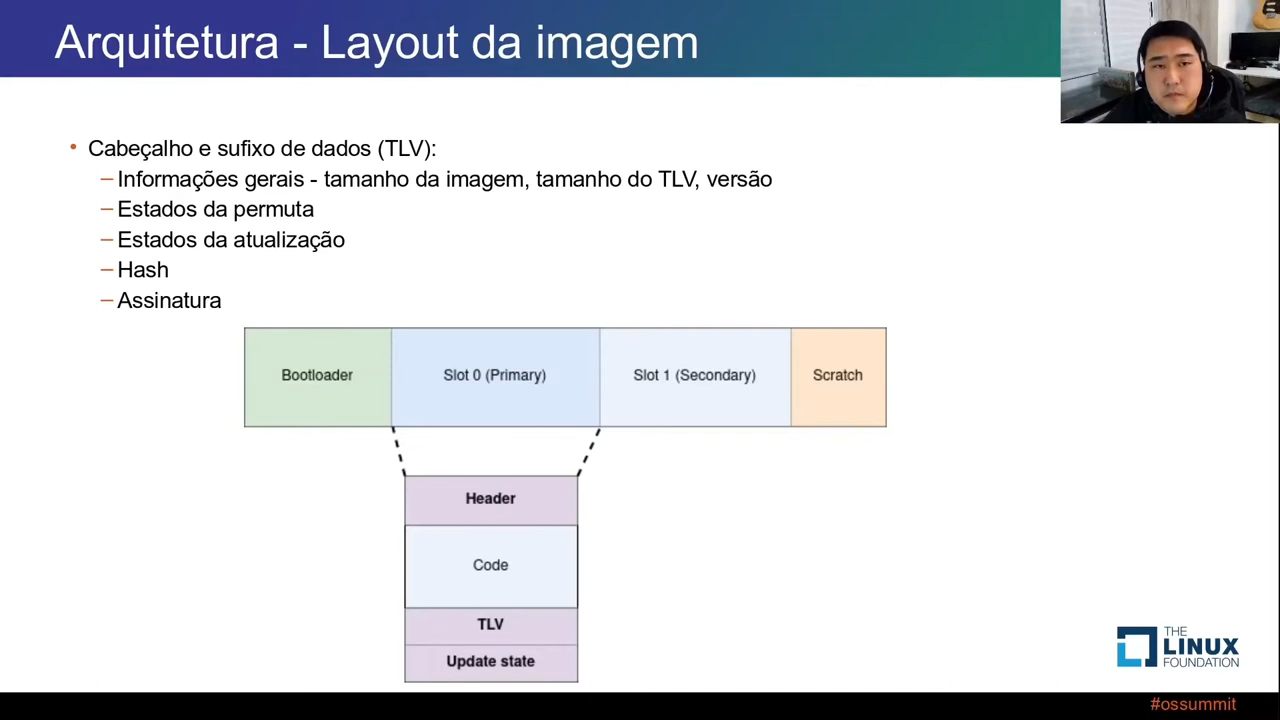 Arquitetura - Layout da imagem
• Cabeçalho e sufixo de dados (TLV):
– Informações gerais - tamanho da imagem, tamanho do TLV, versão
– Estados da permuta
– Estados da atualização
– Hash
– Assinatura
Bootloader
Slot 0 (Primary)
Slot 1 (Secondary)
Scratch
Header
Code
TLV
Update state
THE
LINUX
FOUNDATION
#ossummit